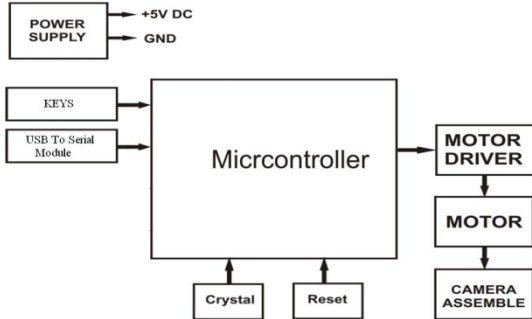 POWER
SUPPLY
+5V DC
GND
KEYS
USB To Serial
Module
Micrcontroller
MOTOR
DRIVER
MOTOR
CAMERA
ASSEMBLE
Crystal
Reset